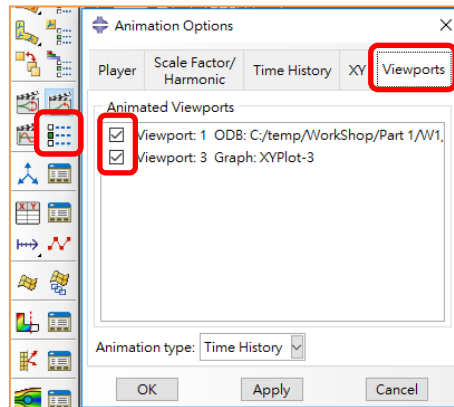 Animation Options
Player
Scale Factor/
Harmonic
Time History
XY
Viewports
Animated Viewports
Viewport: 1 ODB: C:/temp/WorkShop/Part 1/W1,
Viewport: 3 Graph: XYPlot-3
Animation type:
Time History
OK
Apply
Cancel